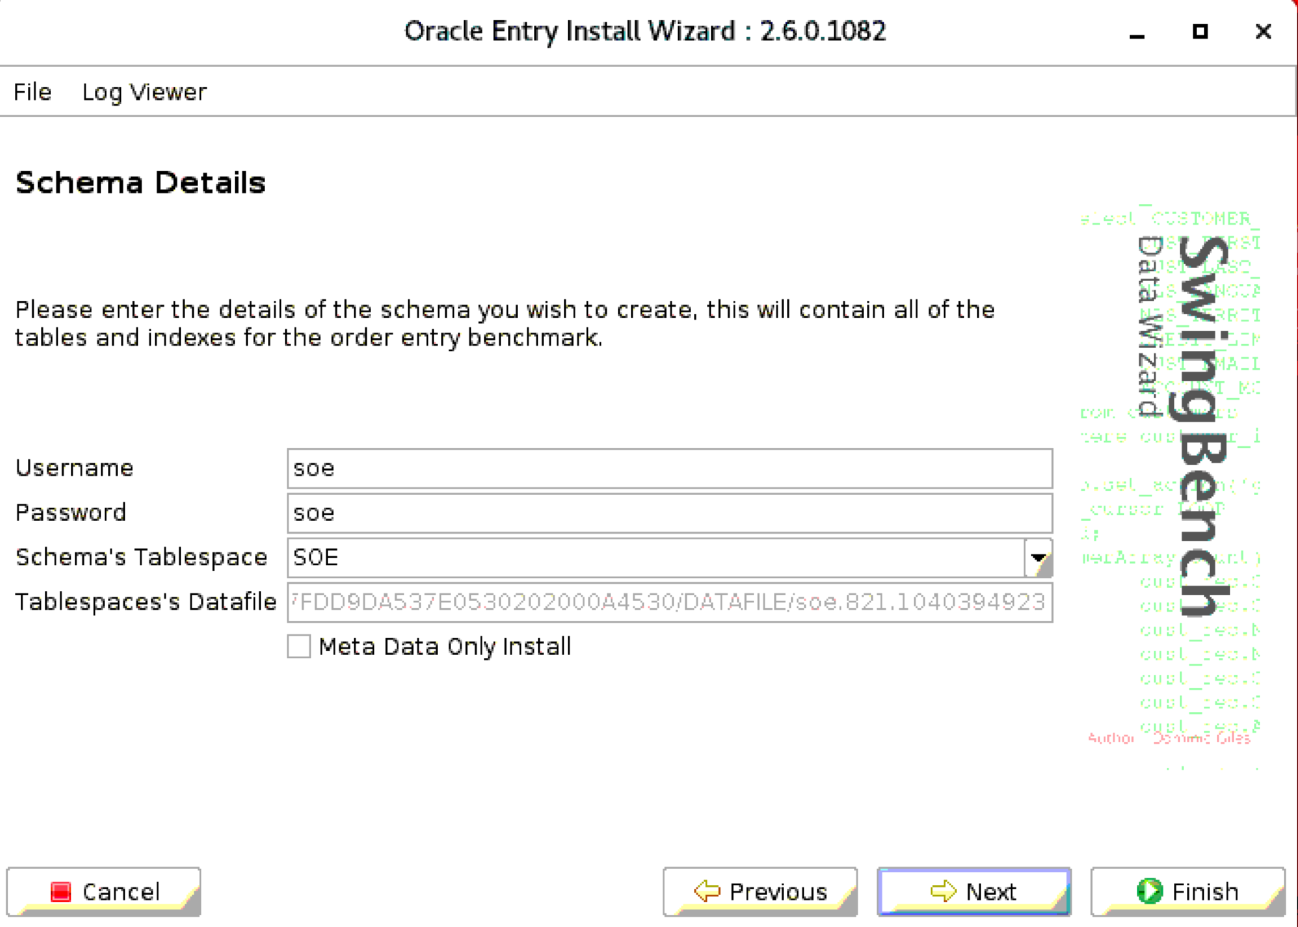 Oracle Entry Install Wizard : 2.6.0.1082
File Log Viewer
Schema Details
Please enter the details of the schema you wish to create, this will contain all of the
tables and indexes for the order entry benchmark.
Username soe
Password soe
Schema's Tablespace SOE
Tablespaces's Datafile 7FDD9DA537E0530202000A4530/DATAFILE/soe.821.1040394923
Meta Data Only Install
SwingBench
Data Wizard
Author Dominic Giles
Cancel Previous Next Finish